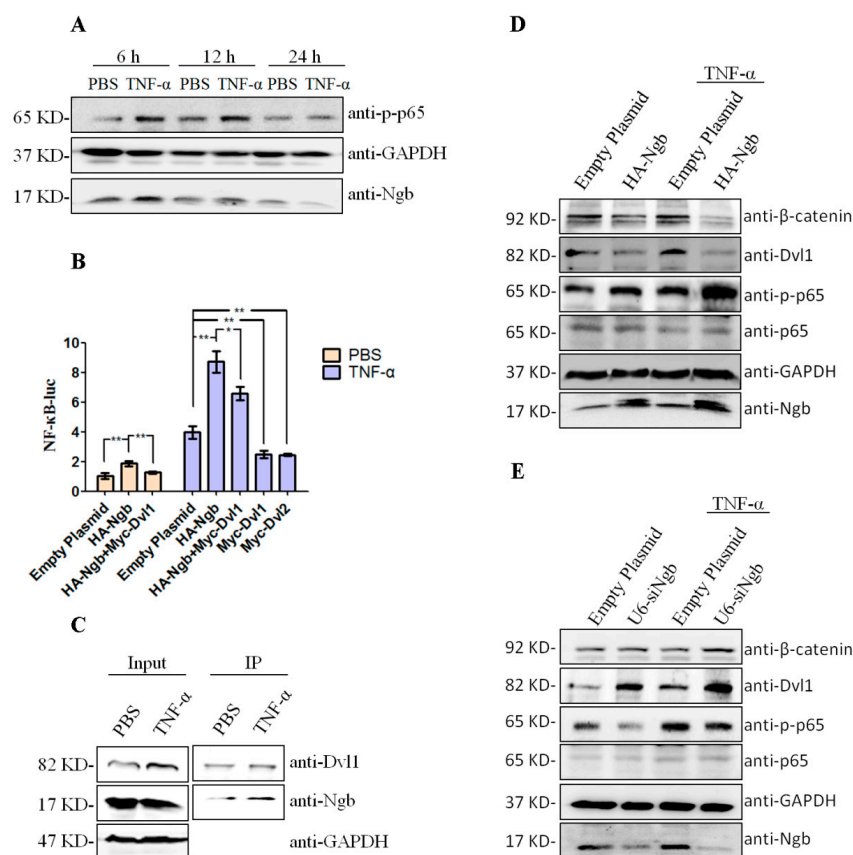 A
6 h 12 h 24 h
PBS TNF-α PBS TNF-α PBS TNF-α
65 KD- anti-p-p65
37 KD- anti-GAPDH
17 KD- anti-Ngb
B
NF-κB-luc
10
8
6
4
2
0
** ** ** * ** **
PBS
TNF-α
Empty Plasmid
HA-Ngb
HA-Ngb+Myc-Dvl1
Empty Plasmid
HA-Ngb
HA-Ngb+Myc-Dvl1
Myc-Dvl1
Myc-Dvl2
C
Input IP
PBS TNF-α PBS TNF-α
82 KD- anti-Dvl1
17 KD- anti-Ngb
47 KD- anti-GAPDH
D
TNF-α
Empty Plasmid HA-Ngb Empty Plasmid HA-Ngb
92 KD- anti-β-catenin
82 KD- anti-Dvl1
65 KD- anti-p-p65
65 KD- anti-p65
37 KD- anti-GAPDH
17 KD- anti-Ngb
E
TNF-α
Empty Plasmid U6-siNgb Empty Plasmid U6-siNgb
92 KD- anti-β-catenin
82 KD- anti-Dvl1
65 KD- anti-p-p65
65 KD- anti-p65
37 KD- anti-GAPDH
17 KD- anti-Ngb